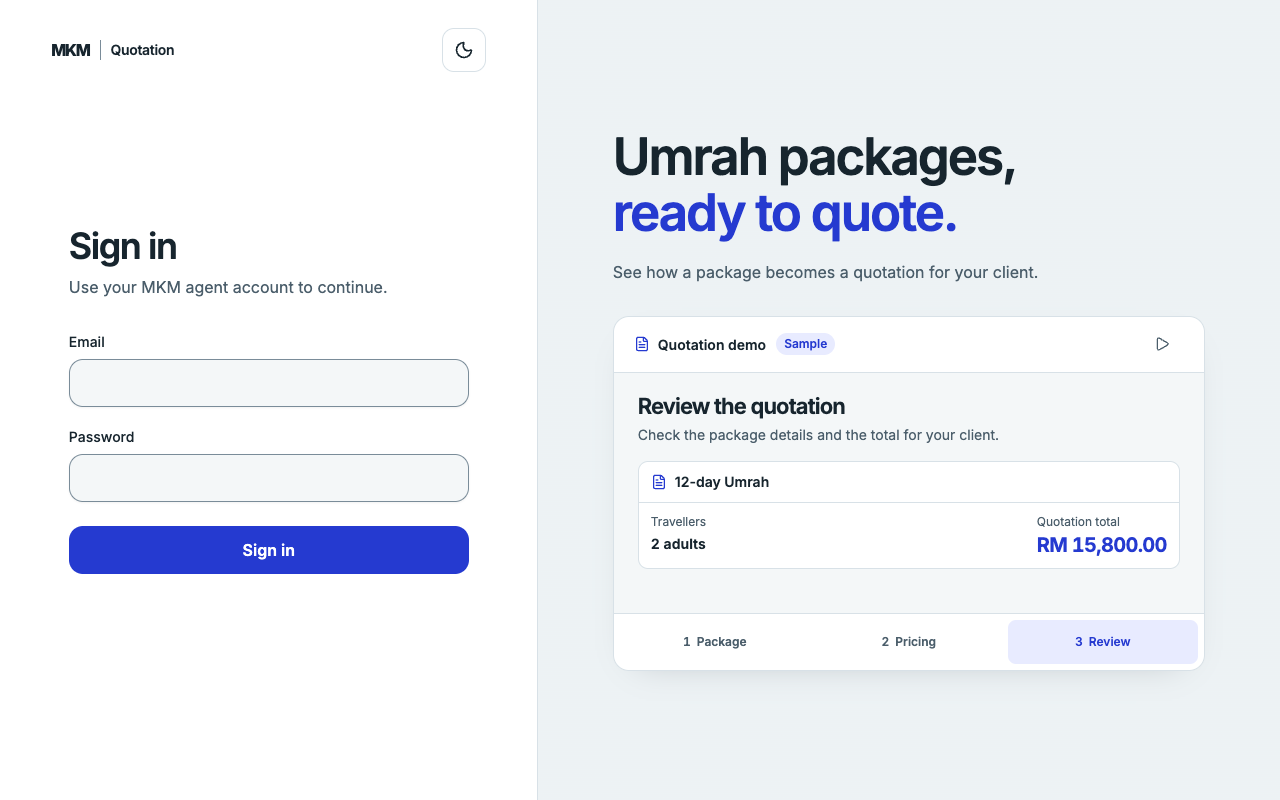 MKM | Quotation
Sign in
Use your MKM agent account to continue.
Email
Password
Sign in
Umrah packages,
ready to quote.
See how a package becomes a quotation for your client.
Quotation demo Sample
Review the quotation
Check the package details and the total for your client.
12-day Umrah
Travellers
2 adults
Quotation total
RM 15,800.00
1 Package
2 Pricing
3 Review